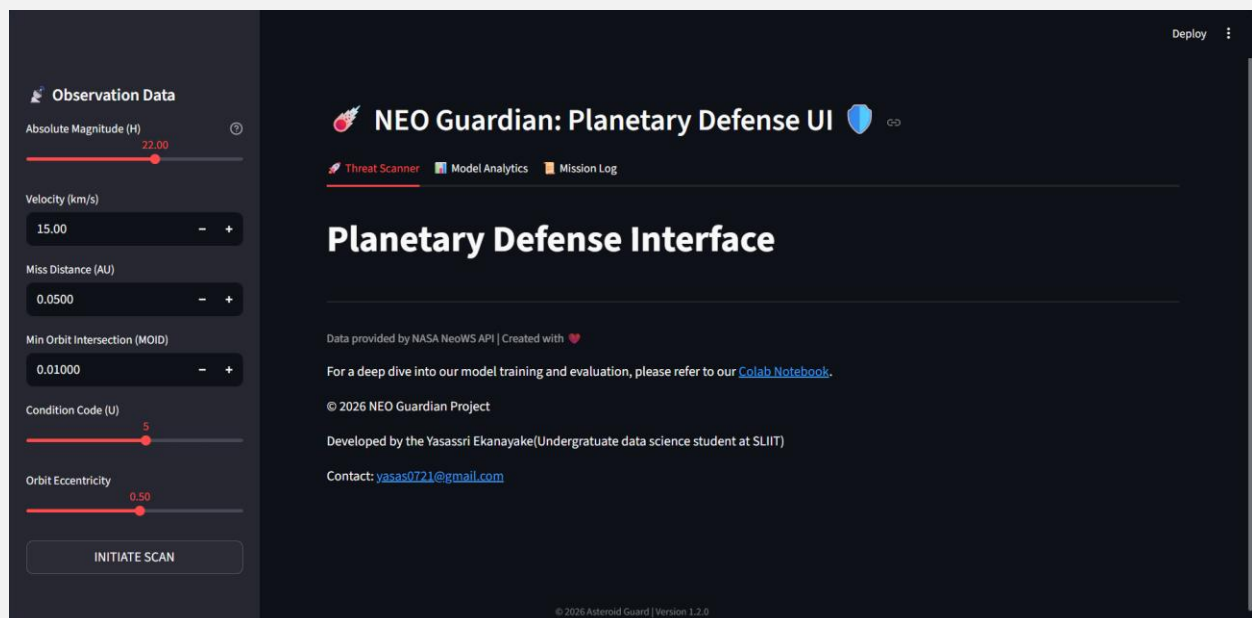 Deploy
Observation Data
Absolute Magnitude (H)
22.00
Velocity (km/s)
15.00
Miss Distance (AU)
0.0500
Min Orbit Intersection (MOID)
0.01000
Condition Code (U)
5
Orbit Eccentricity
0.50
INITIATE SCAN
NEO Guardian: Planetary Defense UI
Threat Scanner Model Analytics Mission Log
Planetary Defense Interface
Data provided by NASA NeoWS API | Created with
For a deep dive into our model training and evaluation, please refer to our Colab Notebook.
© 2026 NEO Guardian Project
Developed by the Yasassri Ekanayake(Undergratuate data science student at SLIIT)
Contact: yasas0721@gmail.com
© 2026 Asteroid Guard | Version 1.2.0